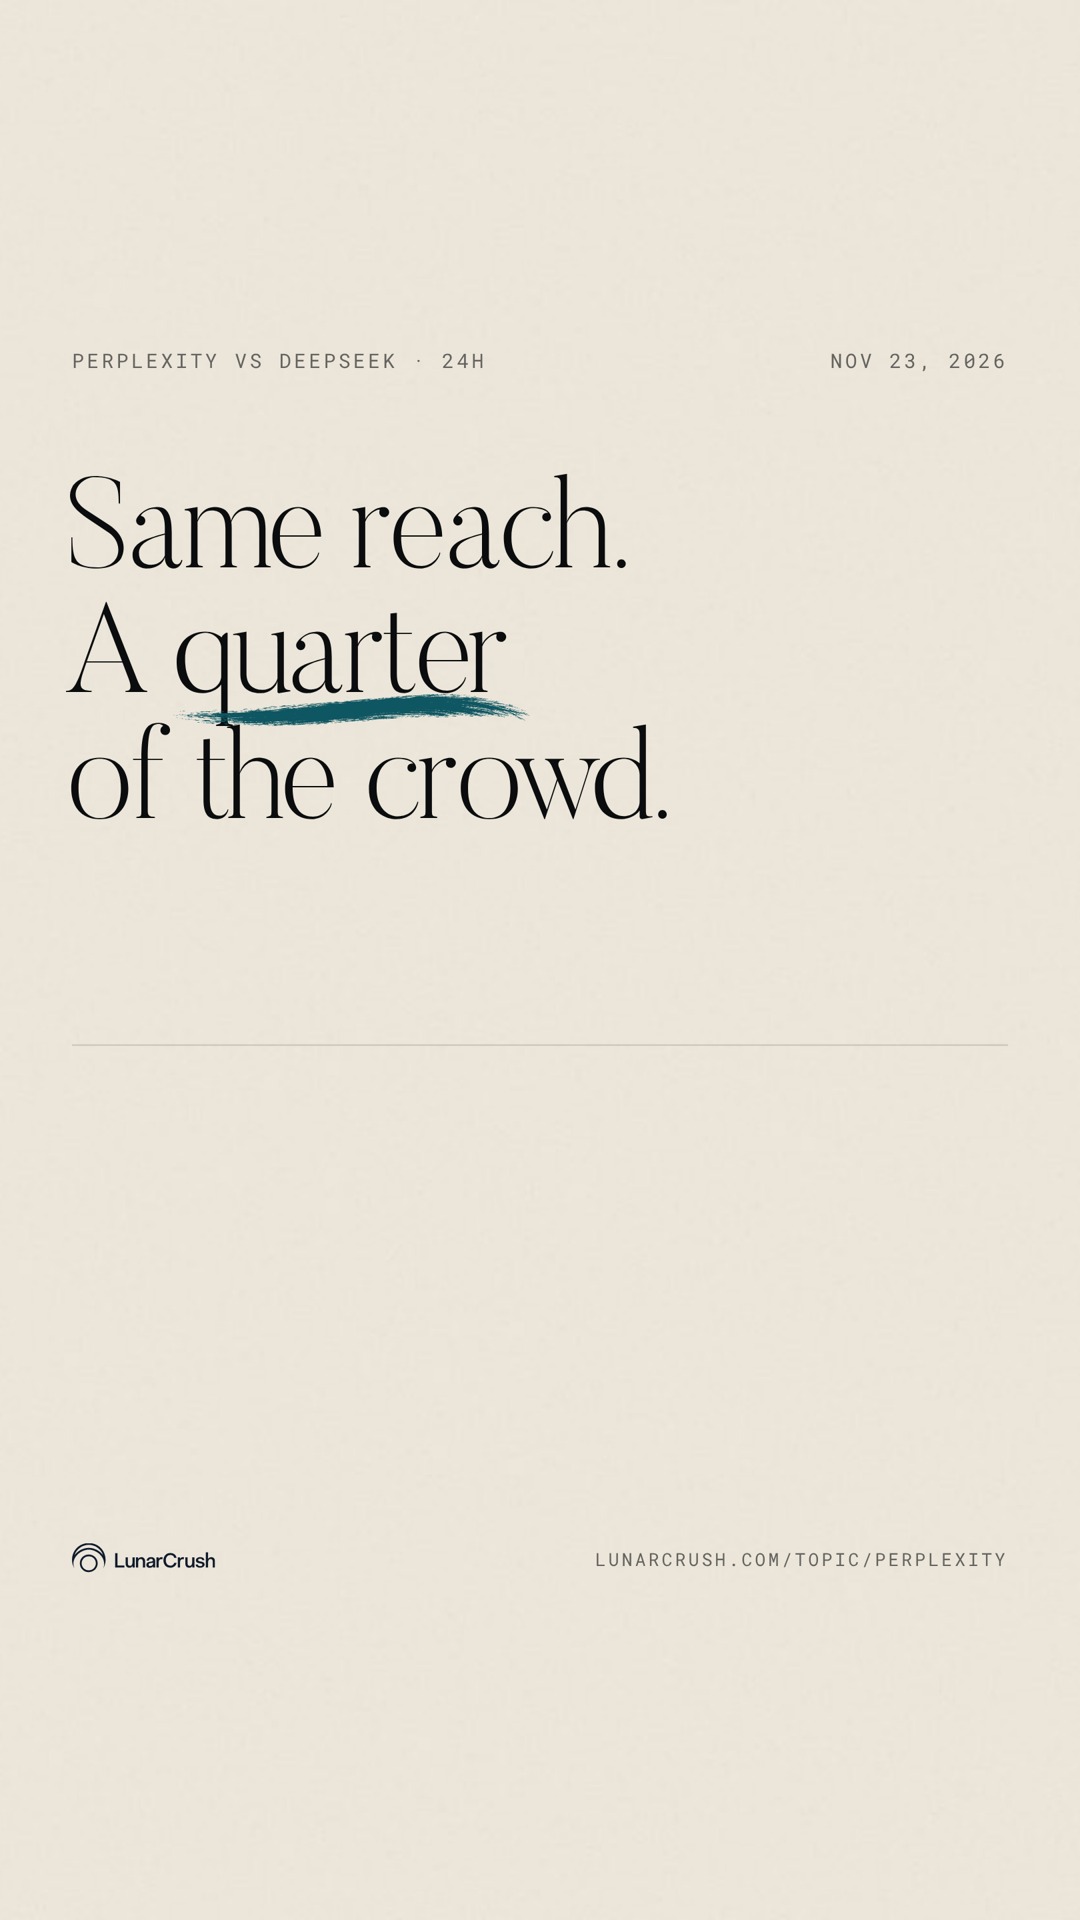 PERPLEXITY VS DEEPSEEK · 24H
NOV 23, 2026
Same reach.
A quarter
of the crowd.
LunarCrush
LUNARCRUSH.COM/TOPIC/PERPLEXITY